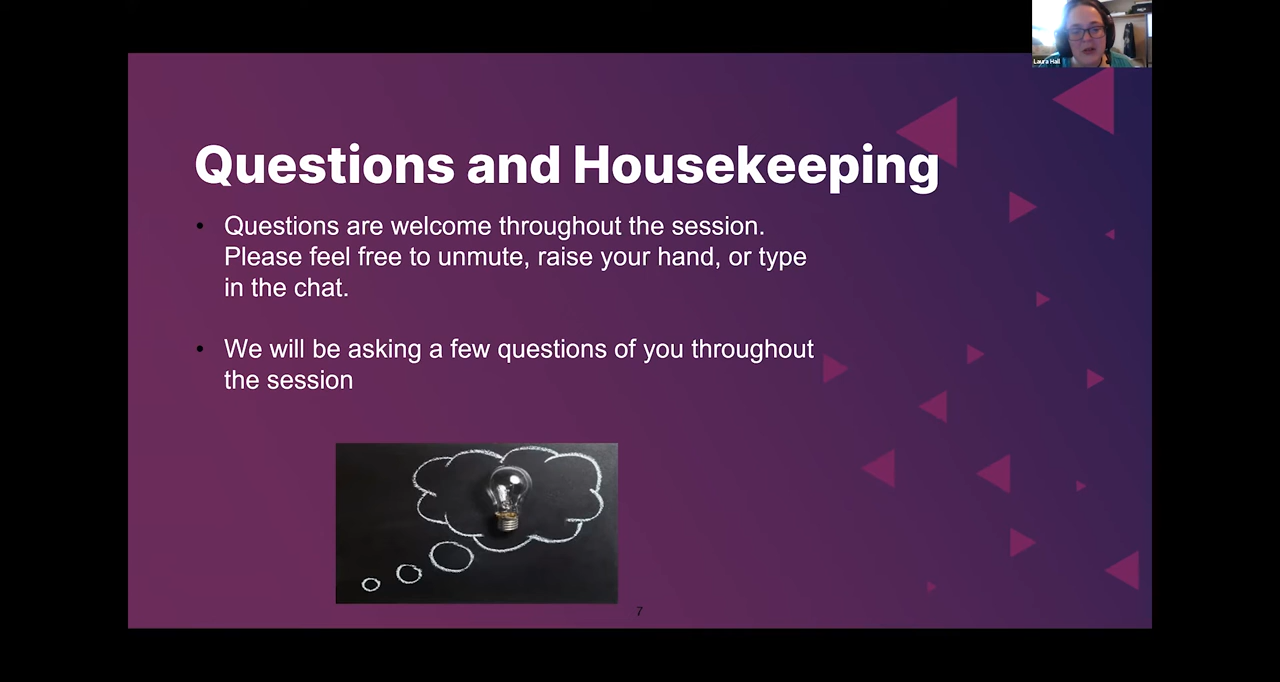 Laura Hall
Questions and Housekeeping
• Questions are welcome throughout the session.
Please feel free to unmute, raise your hand, or type
in the chat.
• We will be asking a few questions of you throughout
the session
7